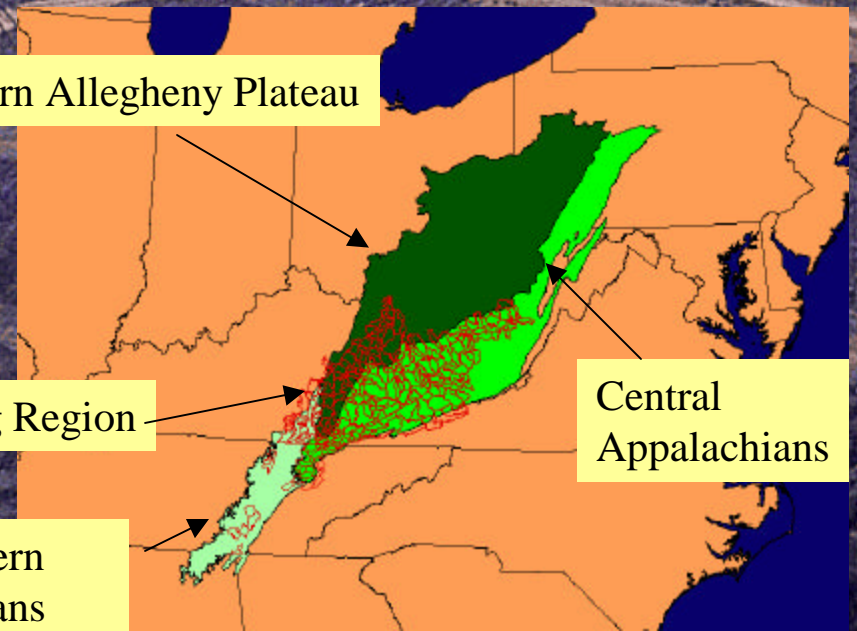 rn Allegheny Plateau
g Region
Central
Appalachians
ern
ans